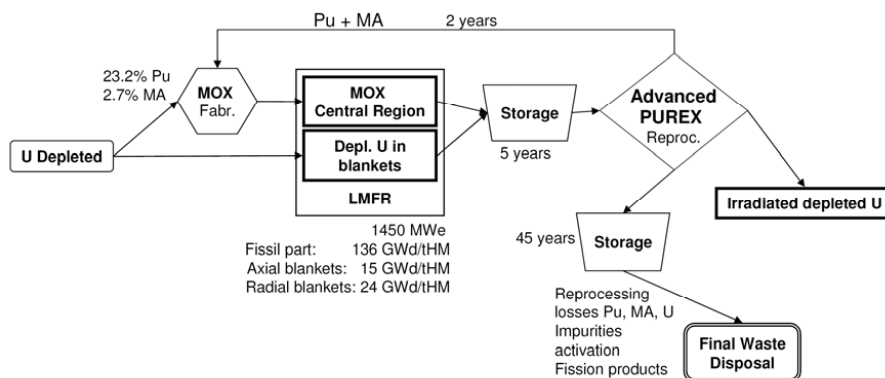 Pu + MA
2 years
23.2% Pu
2.7% MA
MOX
Fabr.
MOX
Central Region
Storage
Advanced
PUREX
Reproc.
U Depleted
Depl. U in
blankets
5 years
LMFR
Irradiated depleted U
1450 MWe
Fissil part: 136 GWd/tHM
Axial blankets: 15 GWd/tHM
Radial blankets: 24 GWd/tHM
45 years
Storage
Reprocessing
losses Pu, MA, U
Impurities
activation
Fission products
Final Waste
Disposal